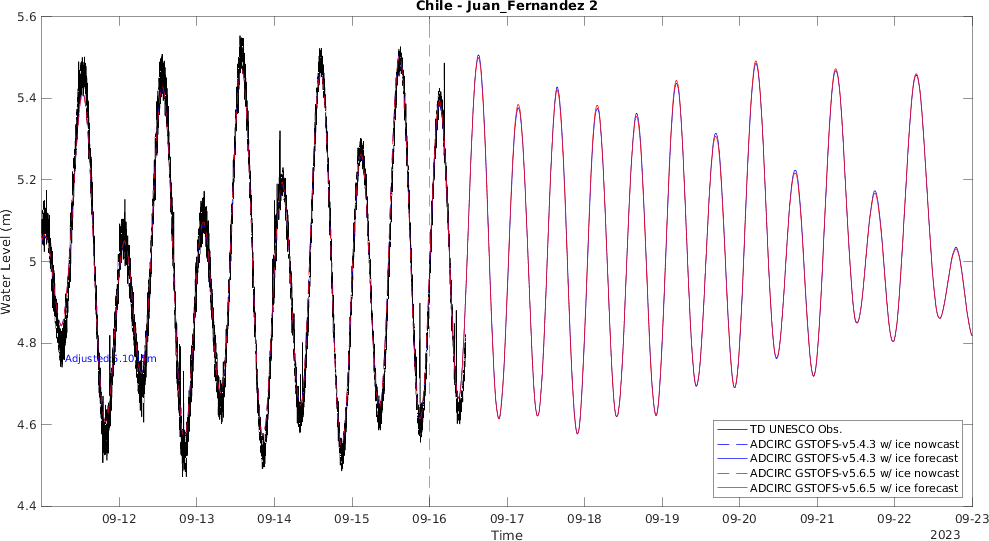 Chile - Juan_Fernandez 2
5.6
5.4
5.2
5
4.8
4.6
4.4
Water Level (m)
TD UNESCO Obs.
ADCIRC GSTOFS-v5.4.3 w/ ice nowcast
ADCIRC GSTOFS-v5.4.3 w/ ice forecast
ADCIRC GSTOFS-v5.6.5 w/ ice nowcast
ADCIRC GSTOFS-v5.6.5 w/ ice forecast
09-12 09-13 09-14 09-15 09-16 09-17 09-18 09-19 09-20 09-21 09-22 09-23
Time
2023